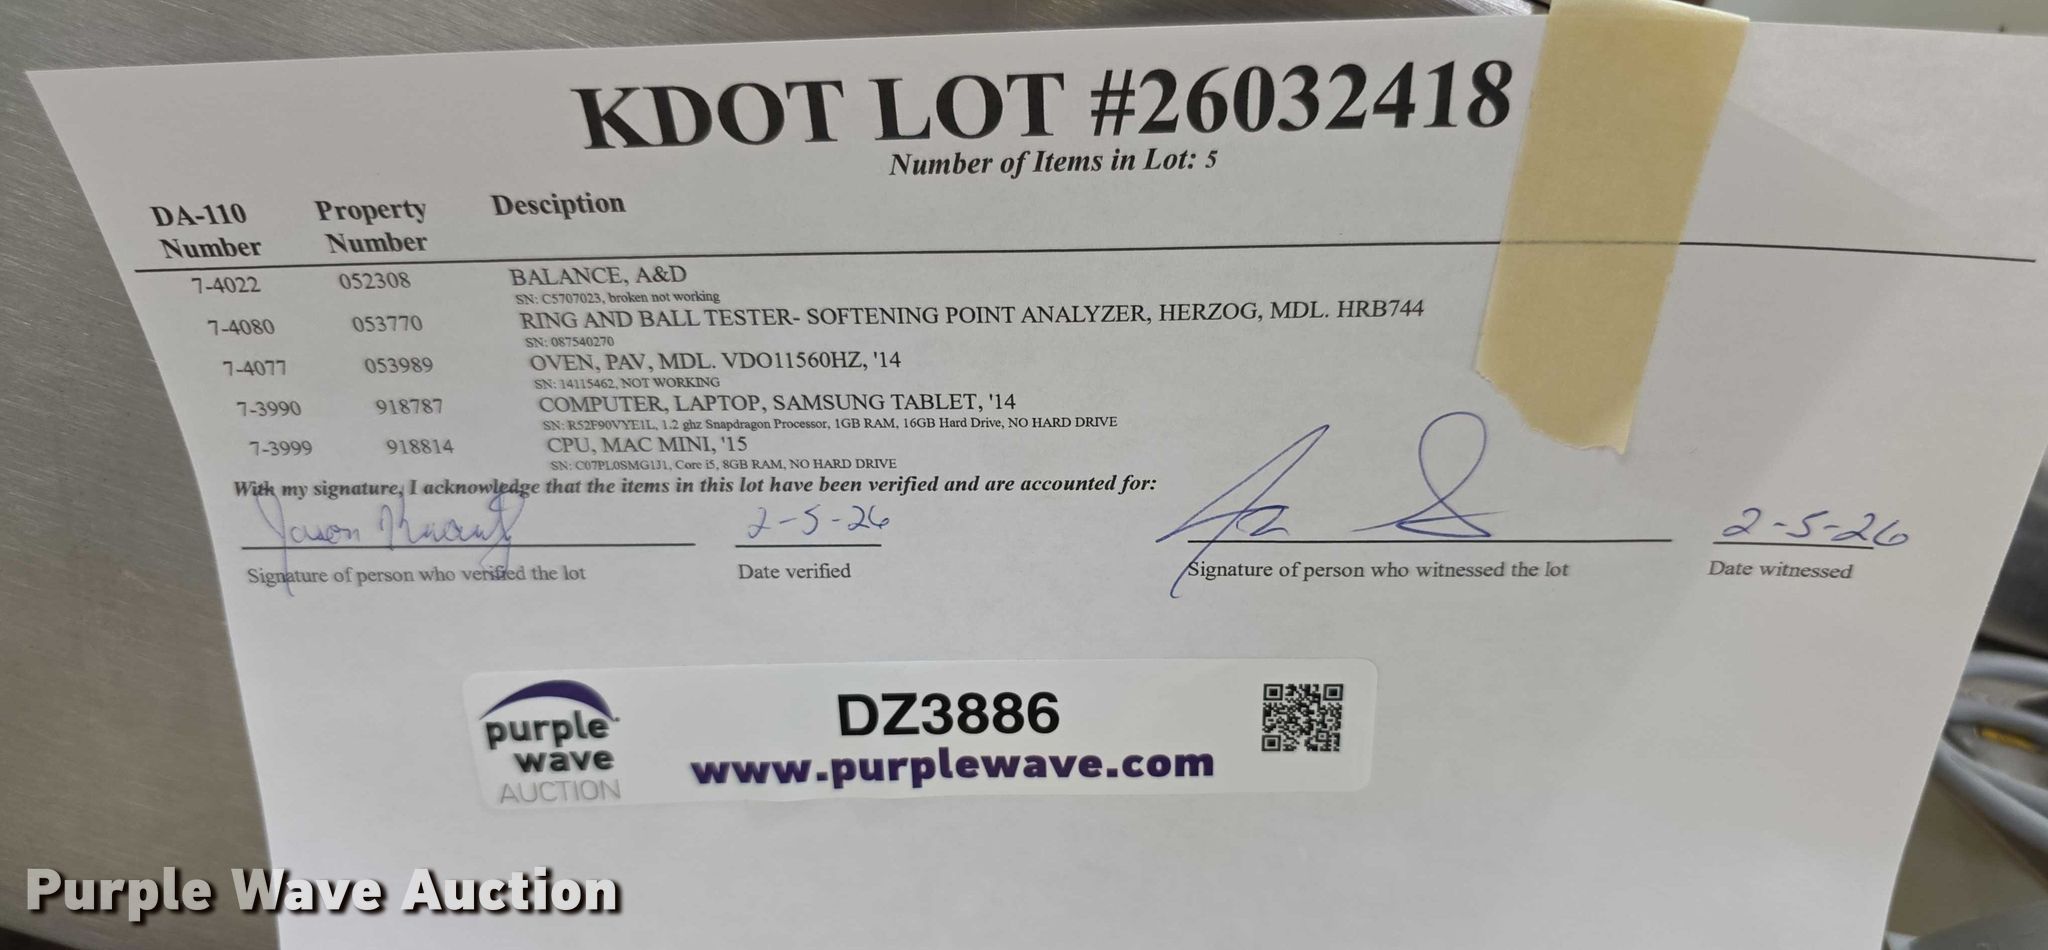 KDOT LOT #26032418
Number of Items in Lot: 5
DA-110 Number Property Number Desciption
7-4022 052308 BALANCE, A&D
SN: C5707023, broken not working
7-4080 053770 RING AND BALL TESTER- SOFTENING POINT ANALYZER, HERZOG, MDL. HRB744
SN: 087540270
7-4077 053989 OVEN, PAV, MDL. VDO11560HZ, '14
SN: 14115462, NOT WORKING
7-3990 918787 COMPUTER, LAPTOP, SAMSUNG TABLET, '14
SN: R52F90VYE1L, 1.2 ghz Snapdragon Processor, 1GB RAM, 16GB Hard Drive, NO HARD DRIVE
7-3999 918814 CPU, MAC MINI, '15
SN: C07PL0SMG1J1, Core i5, 8GB RAM, NO HARD DRIVE
With my signature, I acknowledge that the items in this lot have been verified and are accounted for:
Jason 2-5-26 2-5-26
Signature of person who verified the lot Date verified Signature of person who witnessed the lot Date witnessed
purple wave AUCTION
DZ3886
www.purplewave.com
Purple Wave Auction